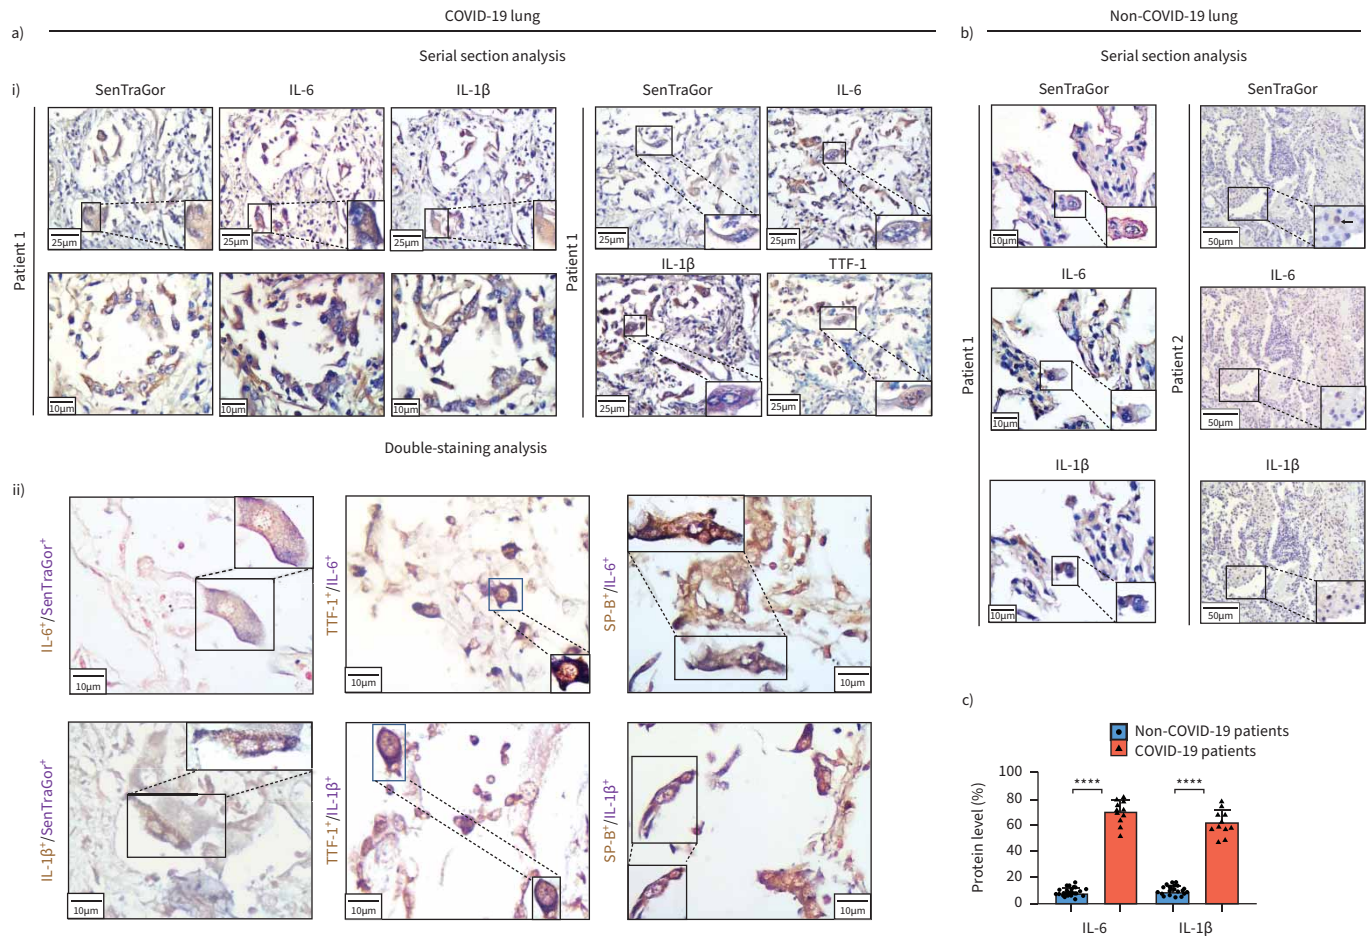 COVID-19 lung
Non-COVID-19 lung
a)
b)
Serial section analysis
Serial section analysis
i)
SenTraGor
IL-6
IL-1β
SenTraGor
IL-6
SenTraGor
SenTraGor
Patient 1
25µm
25µm
25µm
Patient 1
25µm
25µm
10µm
50µm
IL-1β
TTF-1
IL-6
IL-6
10µm
10µm
10µm
25µm
25µm
Patient 1
10µm
Patient 2
50µm
Double-staining analysis
IL-1β
IL-1β
10µm
50µm
ii)
IL-6⁺/SenTraGor⁺
10µm
TTF-1⁺/IL-6⁺
10µm
SP-B⁺/IL-6⁺
10µm
IL-1β⁺/SenTraGor⁺
10µm
TTF-1⁺/IL-1β⁺
10µm
SP-B⁺/IL-1β⁺
10µm
c)
Non-COVID-19 patients
COVID-19 patients
Protein level (%)
100
80
60
40
20
0
****
****
IL-6
IL-1β